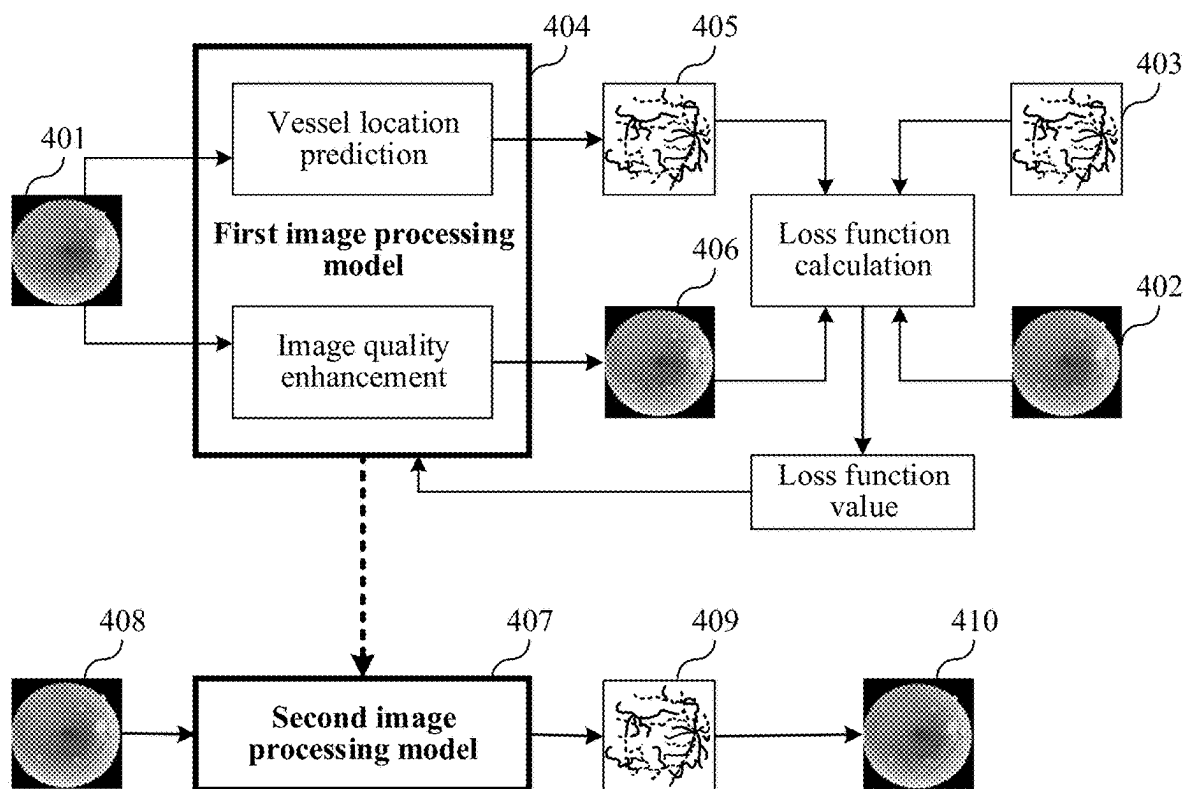 404
405
403
401
Vessel location
prediction
First image processing
model
Loss function
calculation
406
402
Image quality
enhancement
Loss function
value
408
407
409
410
Second image
processing model